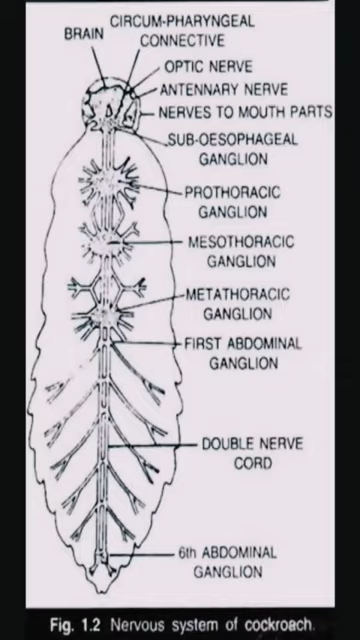 CIRCUM-PHARYNGEAL
BRAIN
CONNECTIVE
OPTIC NERVE
ANTENNARY NERVE
NERVES TO MOUTH PARTS
SUB-OESOPHAGEAL
GANGLION
PROTHORACIC
GANGLION
MESOTHORACIC
GANGLION
METATHORACIC
GANGLION
FIRST ABDOMINAL
GANGLION
DOUBLE NERVE
CORD
6th ABDOMINAL
GANGLION
Fig. 1.2 Nervous system of cockroach.